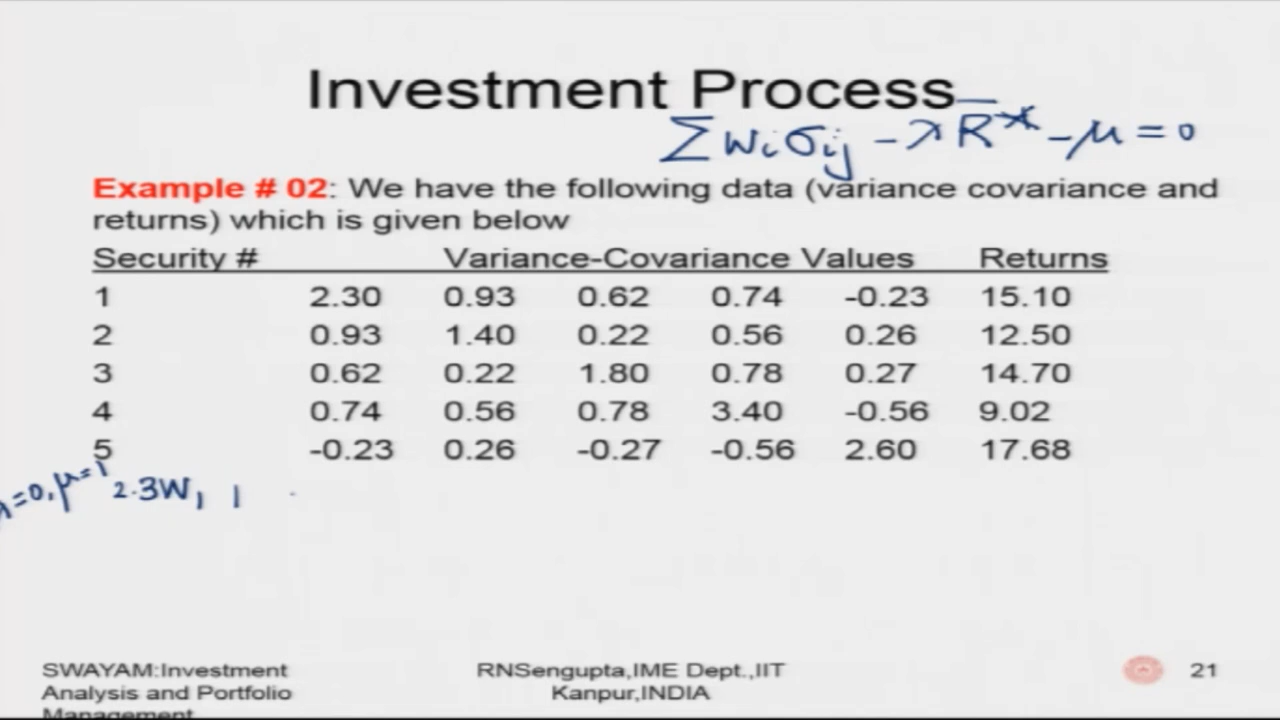 Investment Process
Σ wᵢ σᵢⱼ - λ R̄* - μ = 0
Example # 02: We have the following data (variance covariance and
returns) which is given below
Security # Variance-Covariance Values Returns
1 2.30 0.93 0.62 0.74 -0.23 15.10
2 0.93 1.40 0.22 0.56 0.26 12.50
3 0.62 0.22 1.80 0.78 0.27 14.70
4 0.74 0.56 0.78 3.40 -0.56 9.02
5 -0.23 0.26 -0.27 -0.56 2.60 17.68
λ=0, μ=1 2.3W₁ |
SWAYAM:Investment
Analysis and Portfolio
Management
RNSengupta,IME Dept.,IIT
Kanpur,INDIA
21